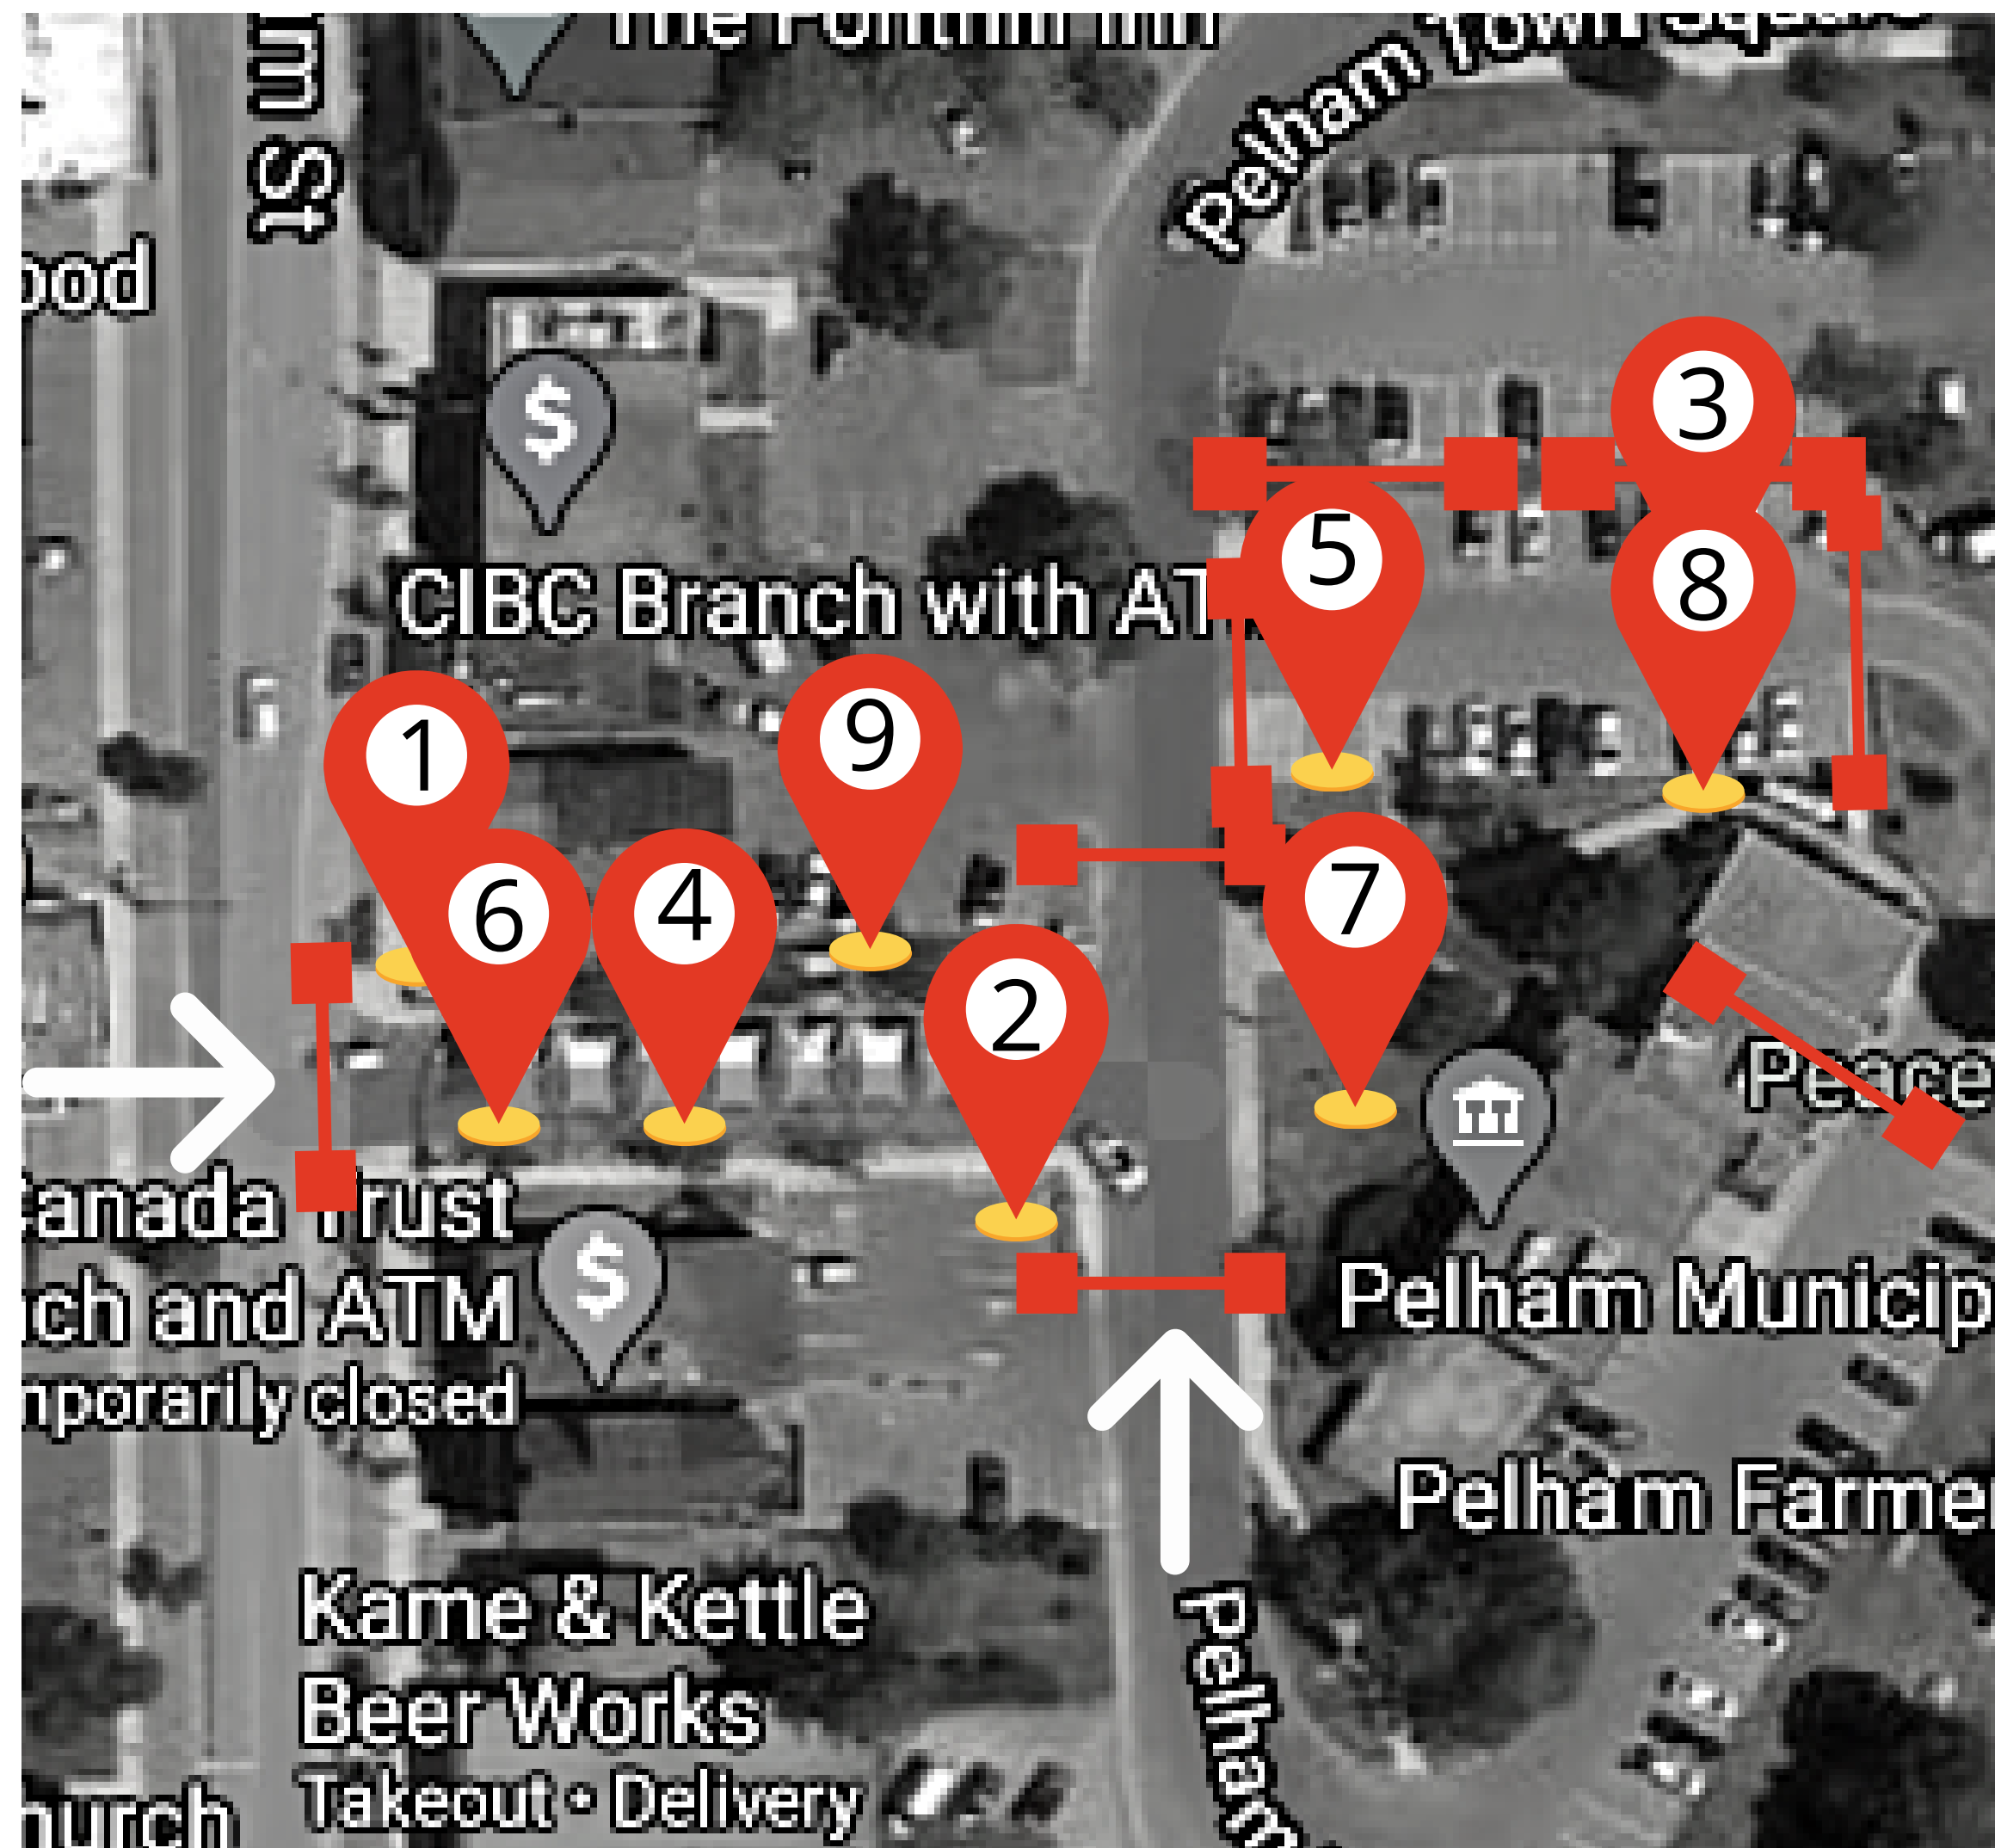 The Fonthill Inn
Pelham Town Square
m St
ood
3
5
8
$
CIBC Branch with AT
1
9
6
4
7
2
Peace
anada Trust
ch and ATM
mporarily closed
$
Pelham Municip
Pelham Farme
Kame & Kettle
Beer Works
Takeout • Delivery
Pelham
hurch